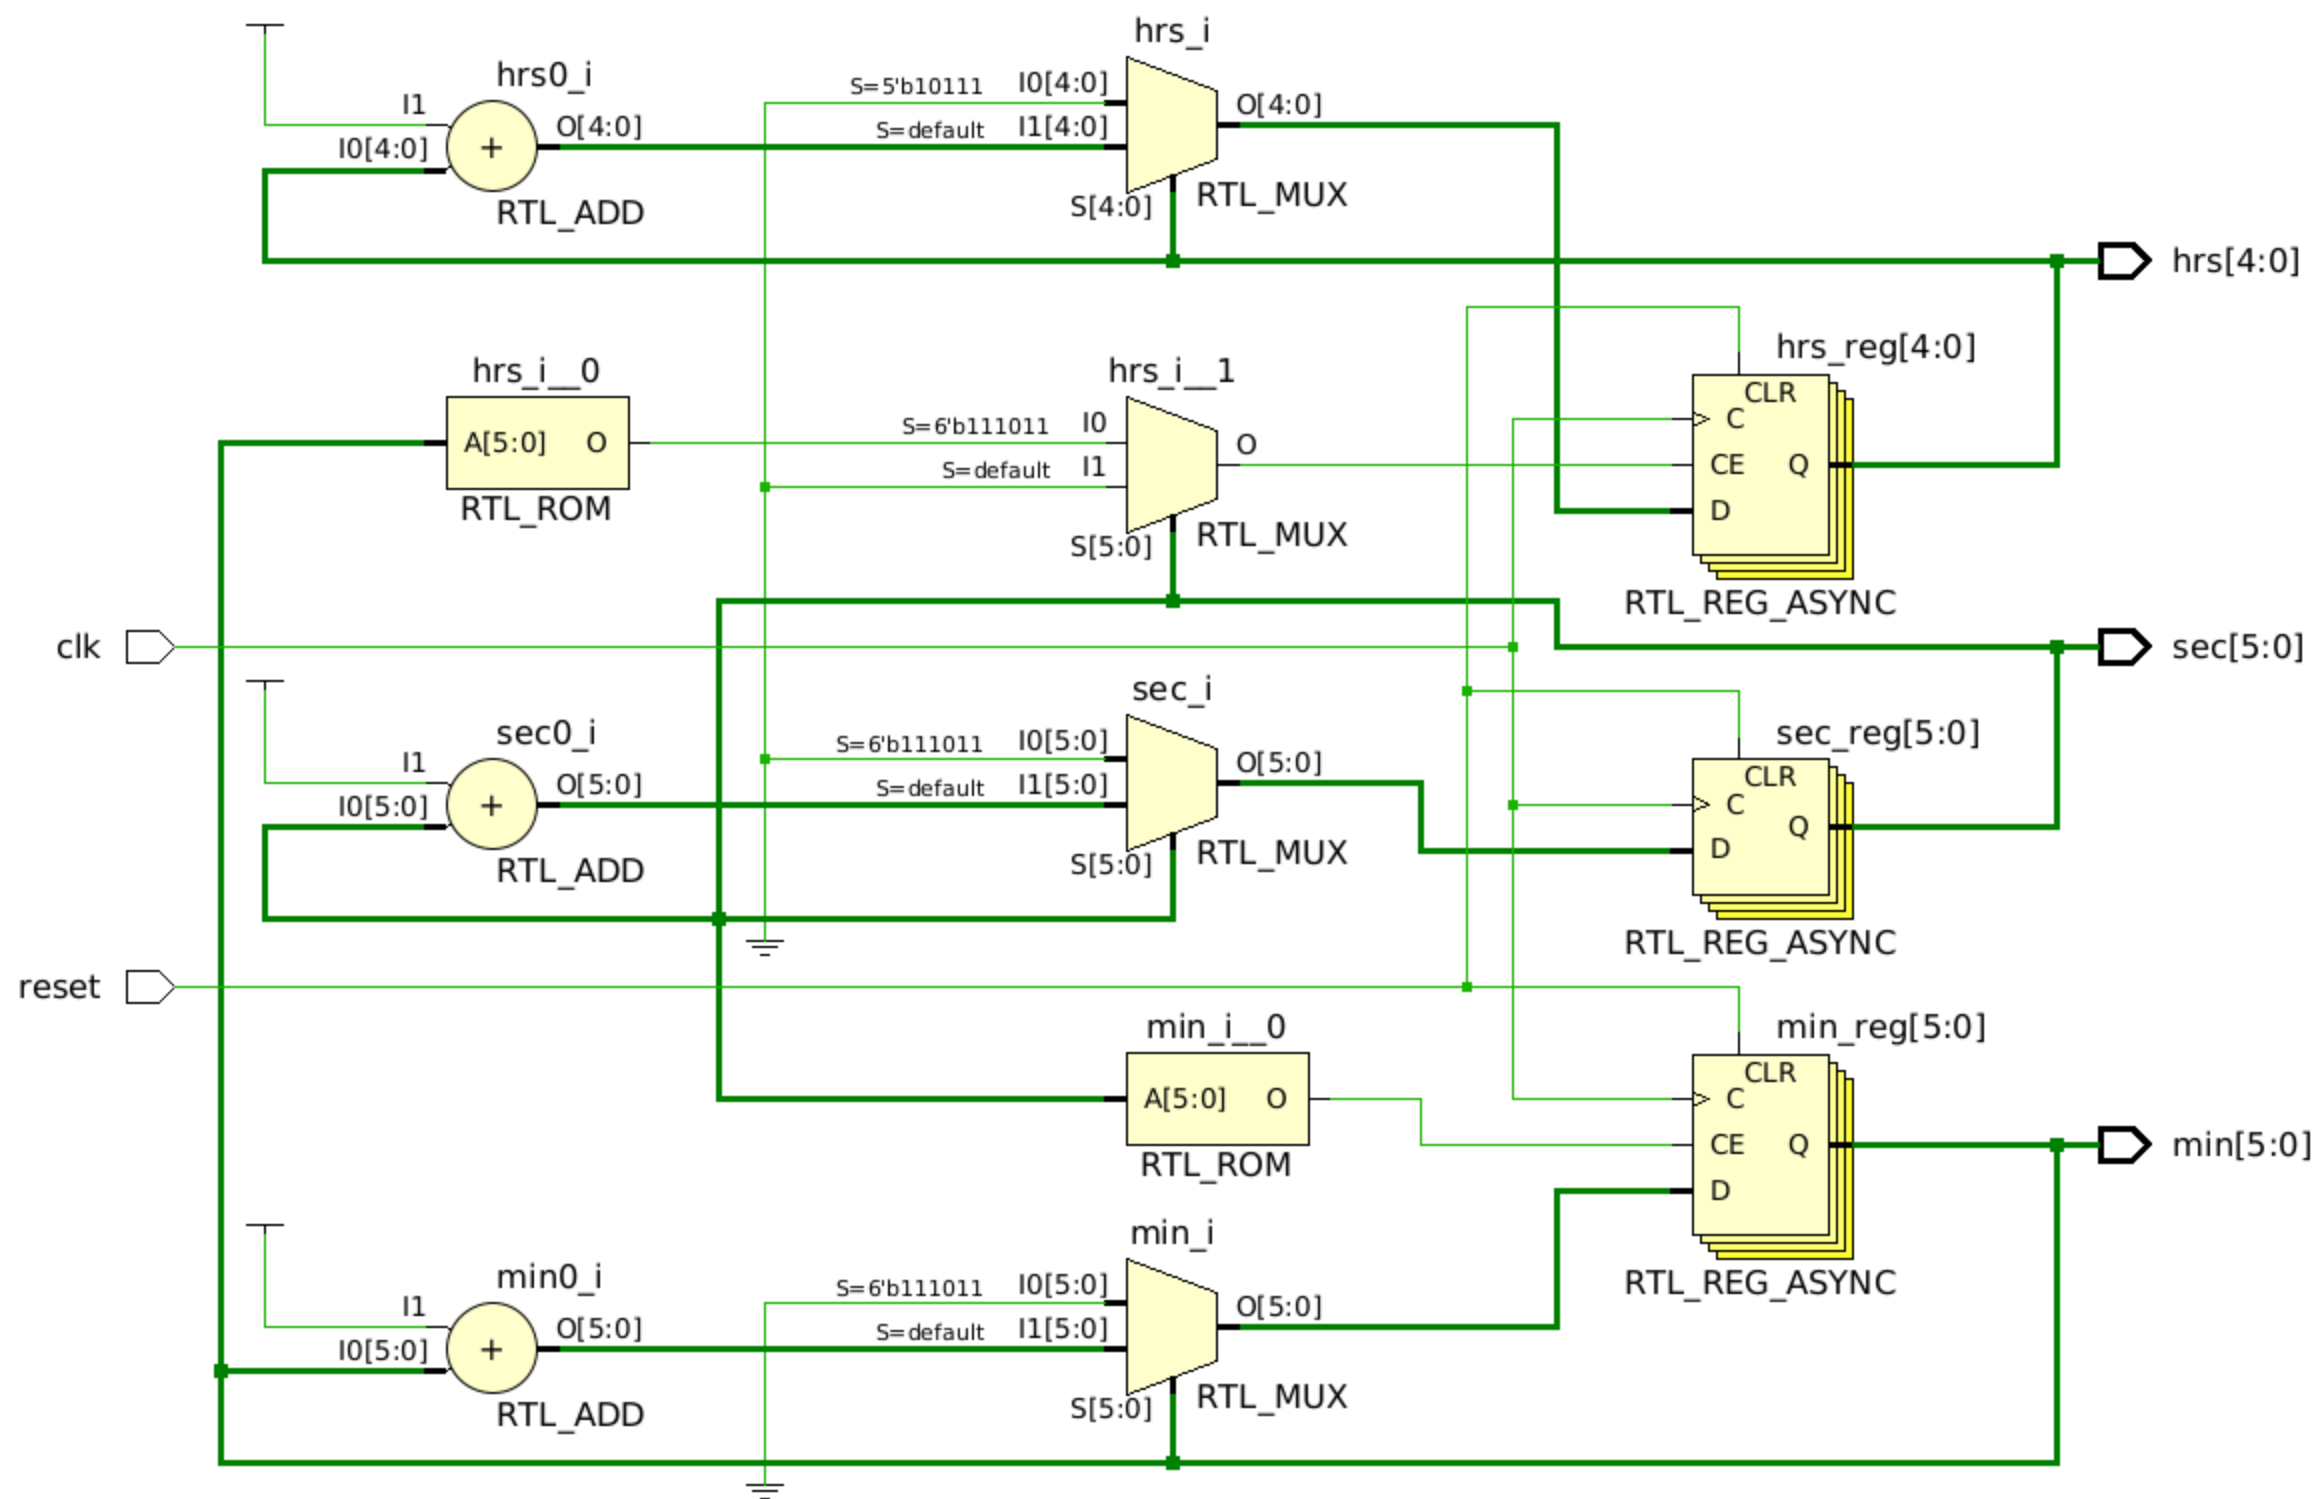 hrs_i
hrs0_i
S=5'b10111 I0[4:0]
I1 O[4:0]
O[4:0] S=default I1[4:0]
I0[4:0] +
RTL_MUX
S[4:0]
RTL_ADD
hrs[4:0]
hrs_reg[4:0]
hrs_i__0 hrs_i__1
CLR
C
S=6'b111011 I0
A[5:0] O O
S=default I1 CE Q
RTL_ROM D
S[5:0] RTL_MUX
RTL_REG_ASYNC
clk sec[5:0]
sec_i
sec0_i sec_reg[5:0]
S=6'b111011 I0[5:0]
I1 O[5:0]
CLR
O[5:0] S=default I1[5:0]
I0[5:0] + C
Q
D
S[5:0] RTL_MUX
RTL_ADD
RTL_REG_ASYNC
reset
min_i__0 min_reg[5:0]
CLR
A[5:0] O C
CE Q min[5:0]
RTL_ROM
D
min_i
min0_i
S=6'b111011 I0[5:0] RTL_REG_ASYNC
I1 O[5:0]
O[5:0] S=default I1[5:0]
I0[5:0] +
S[5:0] RTL_MUX
RTL_ADD